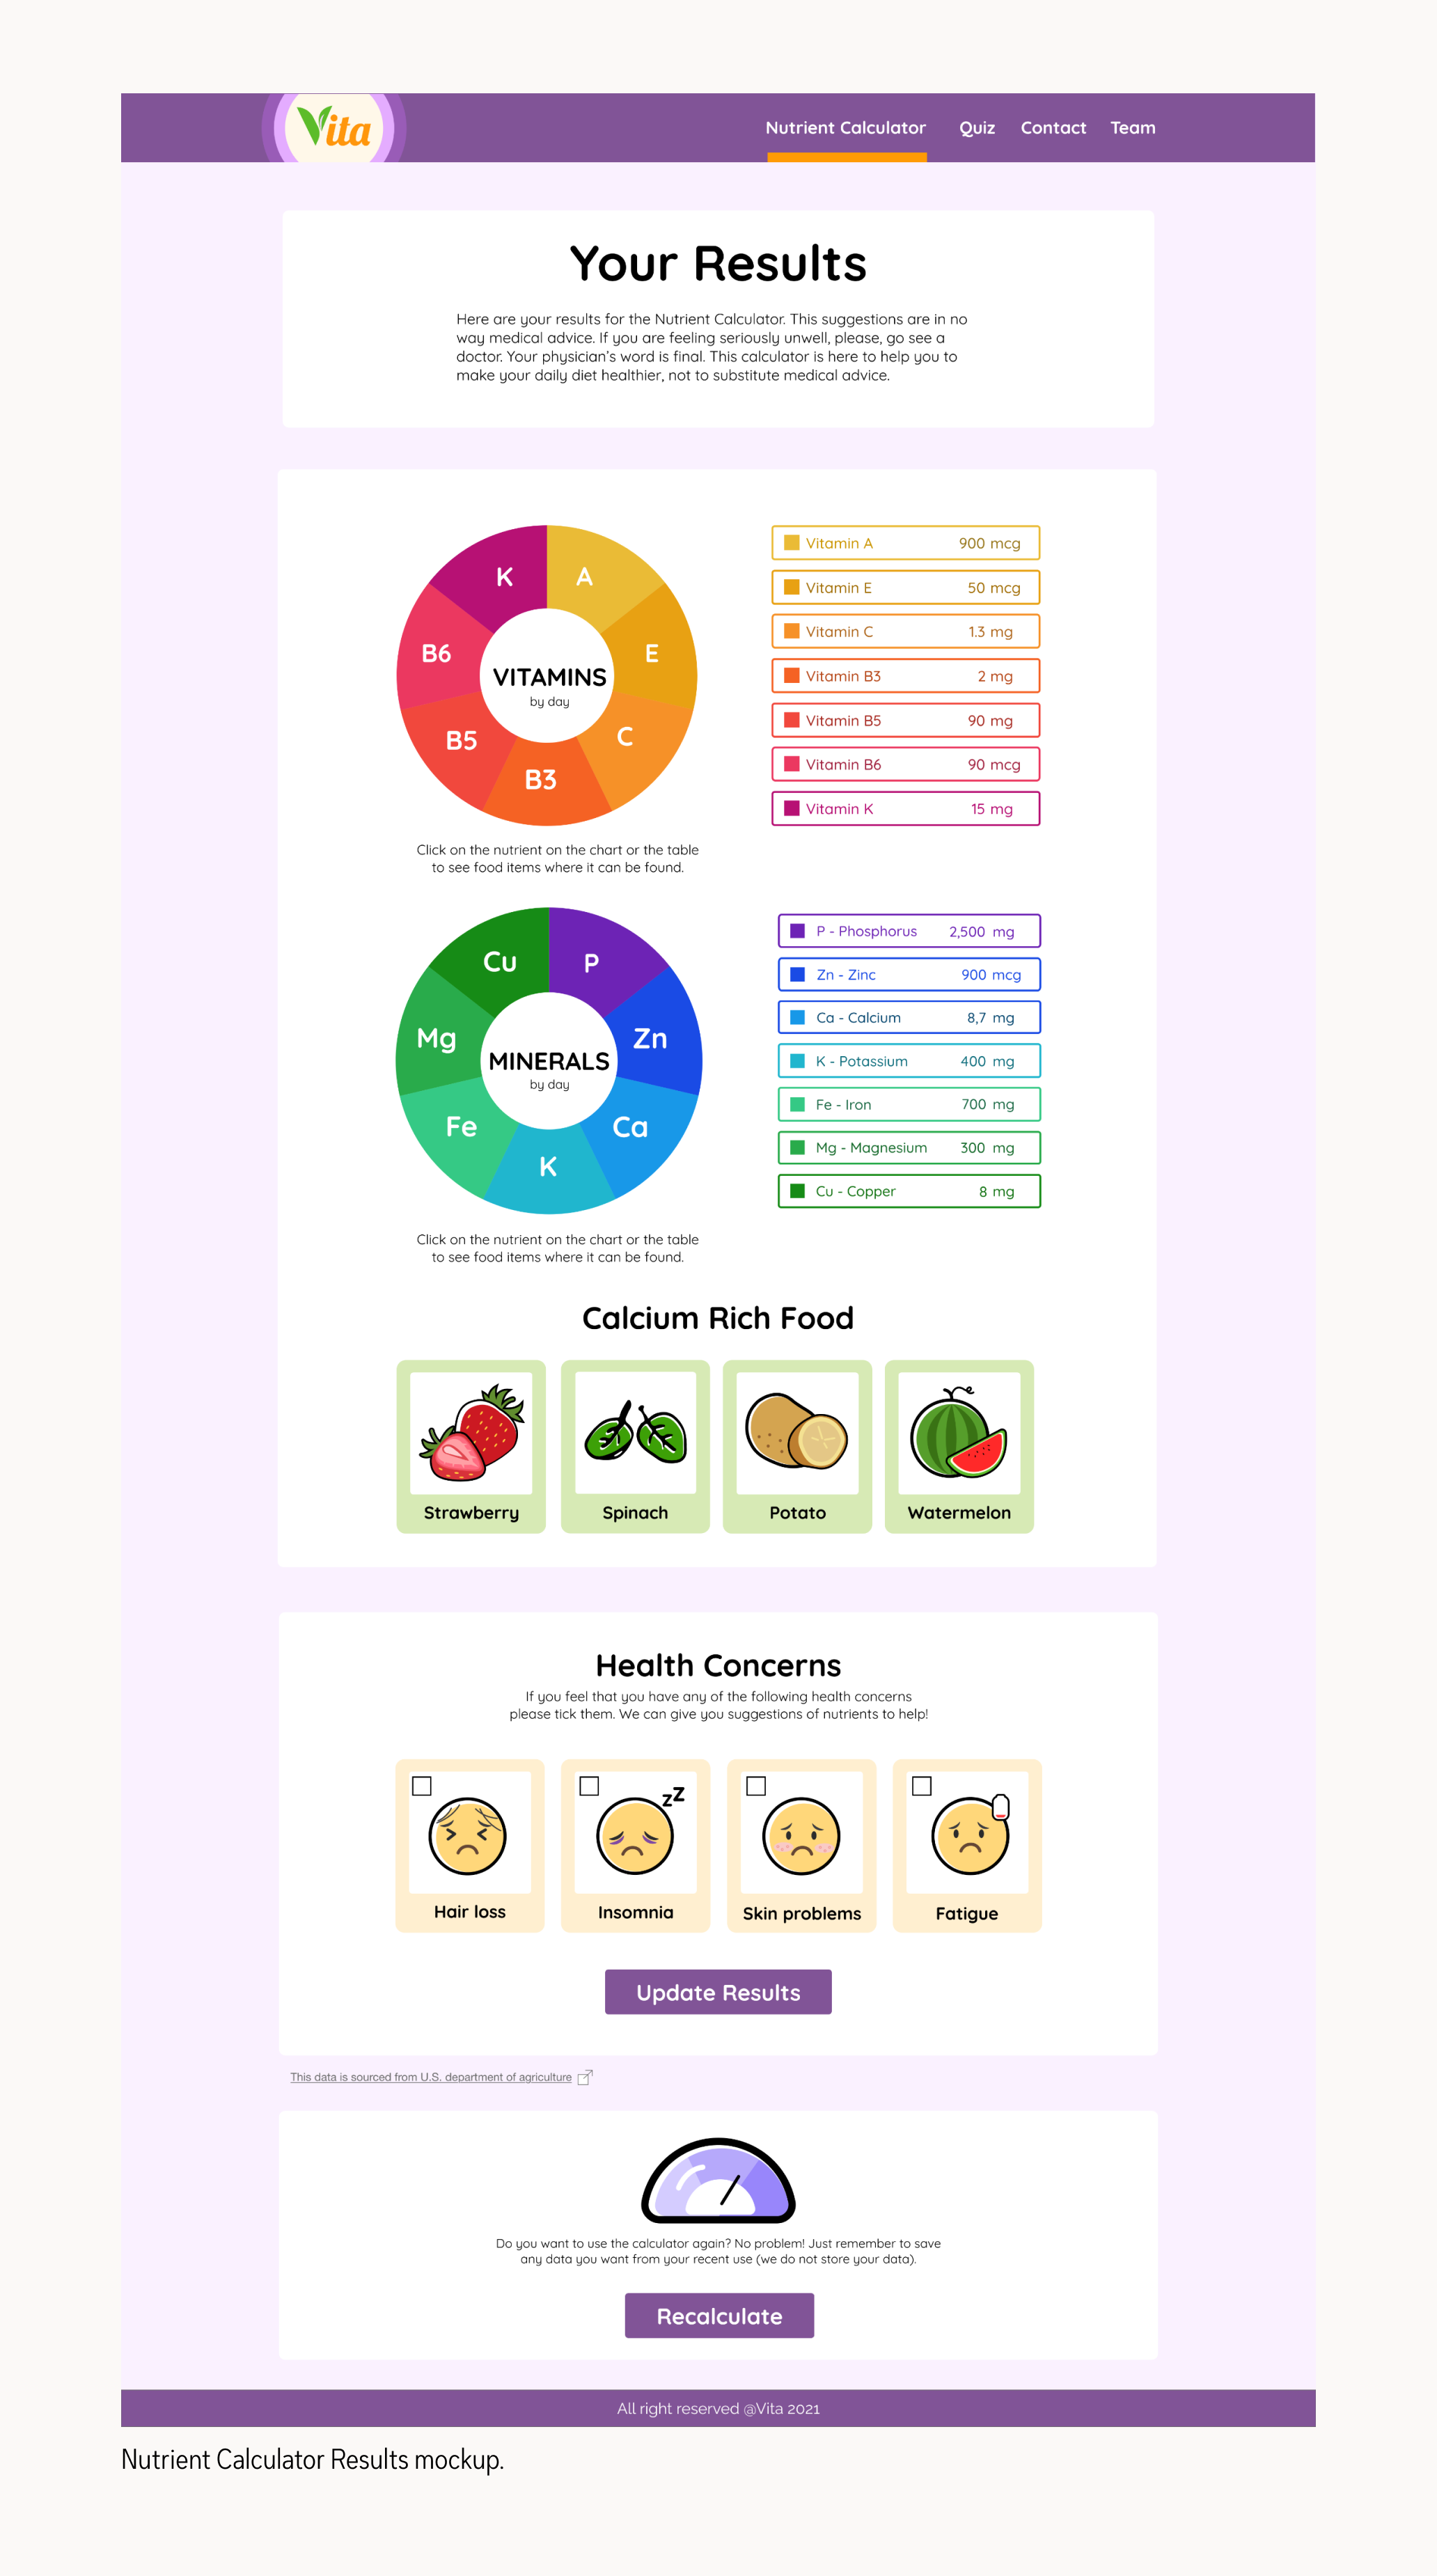 Vita
Nutrient Calculator Quiz Contact Team
Your Results
Here are your results for the Nutrient Calculator. This suggestions are in no
way medical advice. If you are feeling seriously unwell, please, go see a
doctor. Your physician's word is final. This calculator is here to help you to
make your daily diet healthier, not to substitute medical advice.
K
A
B6
E
VITAMINS
by day
B5
C
B3
Vitamin A 900 mcg
Vitamin E 50 mcg
Vitamin C 1.3 mg
Vitamin B3 2 mg
Vitamin B5 90 mg
Vitamin B6 90 mcg
Vitamin K 15 mg
Click on the nutrient on the chart or the table
to see food items where it can be found.
Cu
P
Mg
Zn
MINERALS
by day
Fe
Ca
K
P - Phosphorus 2,500 mg
Zn - Zinc 900 mcg
Ca - Calcium 8,7 mg
K - Potassium 400 mg
Fe - Iron 700 mg
Mg - Magnesium 300 mg
Cu - Copper 8 mg
Click on the nutrient on the chart or the table
to see food items where it can be found.
Calcium Rich Food
Strawberry Spinach Potato Watermelon
Health Concerns
If you feel that you have any of the following health concerns
please tick them. We can give you suggestions of nutrients to help!
zZ
Hair loss Insomnia Skin problems Fatigue
Update Results
This data is sourced from U.S. department of agriculture
Do you want to use the calculator again? No problem! Just remember to save
any data you want from your recent use (we do not store your data).
Recalculate
All right reserved @Vita 2021
Nutrient Calculator Results mockup.